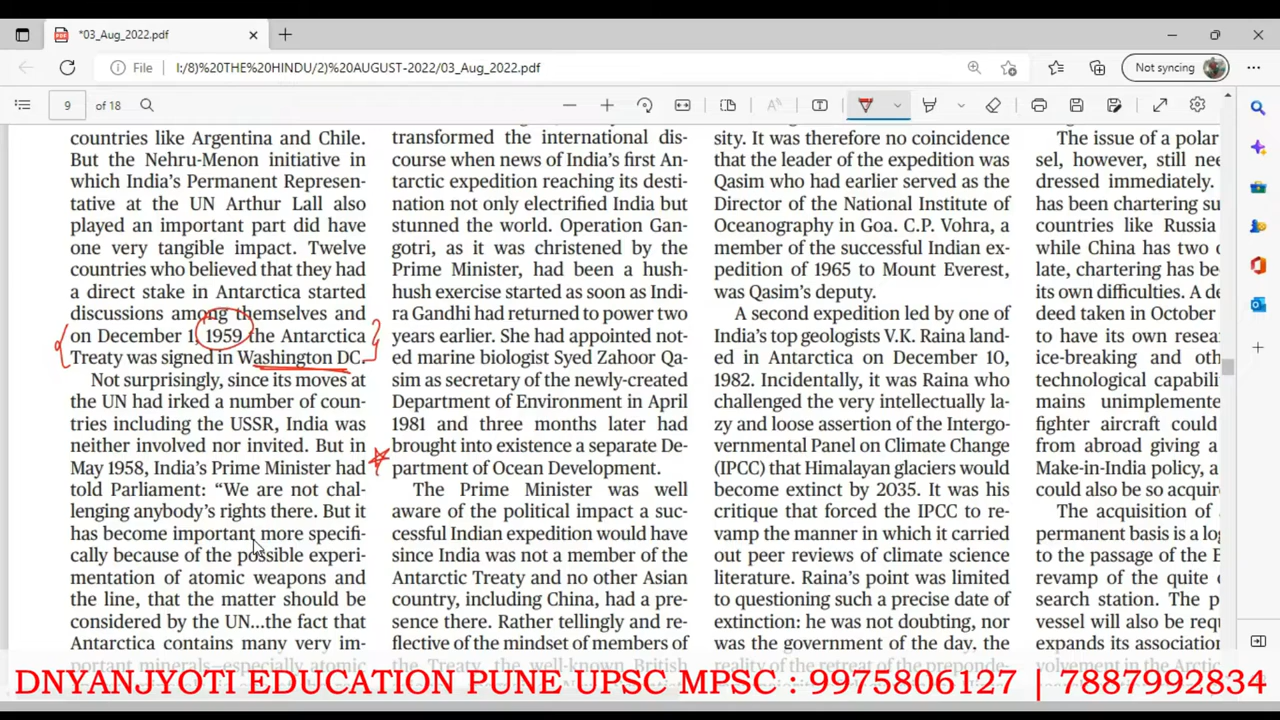 *03_Aug_2022.pdf
File
I:/8)%20THE%20HINDU/2)%20AUGUST-2022/03_Aug_2022.pdf
Not syncing
9
of 18
countries like Argentina and Chile.
But the Nehru-Menon initiative in
which India's Permanent Represen-
tative at the UN Arthur Lall also
played an important part did have
one very tangible impact. Twelve
countries who believed that they had
a direct stake in Antarctica started
discussions among themselves and
on December 1, 1959 the Antarctica
Treaty was signed in Washington DC.
Not surprisingly, since its moves at
the UN had irked a number of coun-
tries including the USSR, India was
neither involved nor invited. But in
May 1958, India's Prime Minister had
told Parliament: “We are not chal-
lenging anybody's rights there. But it
has become important more specifi-
cally because of the possible experi-
mentation of atomic weapons and
the line, that the matter should be
considered by the UN...the fact that
Antarctica contains many very im-
portant minerals—especially atomic
transformed the international dis-
course when news of India's first An-
tarctic expedition reaching its desti-
nation not only electrified India but
stunned the world. Operation Gan-
gotri, as it was christened by the
Prime Minister, had been a hush-
hush exercise started as soon as Indi-
ra Gandhi had returned to power two
years earlier. She had appointed not-
ed marine biologist Syed Zahoor Qa-
sim as secretary of the newly-created
Department of Environment in April
1981 and three months later had
brought into existence a separate De-
partment of Ocean Development.
The Prime Minister was well
aware of the political impact a suc-
cessful Indian expedition would have
since India was not a member of the
Antarctic Treaty and no other Asian
country, including China, had a pre-
sence there. Rather tellingly and re-
flective of the mindset of members of
the Treaty, the well-known British
sity. It was therefore no coincidence
that the leader of the expedition was
Qasim who had earlier served as the
Director of the National Institute of
Oceanography in Goa. C.P. Vohra, a
member of the successful Indian ex-
pedition of 1965 to Mount Everest,
was Qasim's deputy.
A second expedition led by one of
India's top geologists V.K. Raina land-
ed in Antarctica on December 10,
1982. Incidentally, it was Raina who
challenged the very intellectually la-
zy and loose assertion of the Intergo-
vernmental Panel on Climate Change
(IPCC) that Himalayan glaciers would
become extinct by 2035. It was his
critique that forced the IPCC to re-
vamp the manner in which it carried
out peer reviews of climate science
literature. Raina's point was limited
to questioning such a precise date of
extinction: he was not doubting, nor
was the government of the day, the
reality of the retreat of the preponde-
The issue of a polar
sel, however, still nee
dressed immediately.
has been chartering su
countries like Russia
while China has two
late, chartering has be
its own difficulties. A de
deed taken in October
to have its own resea
ice-breaking and oth
technological capabili
mains unimplemente
fighter aircraft could
from abroad giving a
Make-in-India policy, a
could also be so acquir
The acquisition of
permanent basis is a log
to the passage of the B
revamp of the quite
search station. The p
vessel will also be requ
expands its association
volvement in the Arctic
DNYANJYOTI EDUCATION PUNE UPSC MPSC : 9975806127 | 7887992834